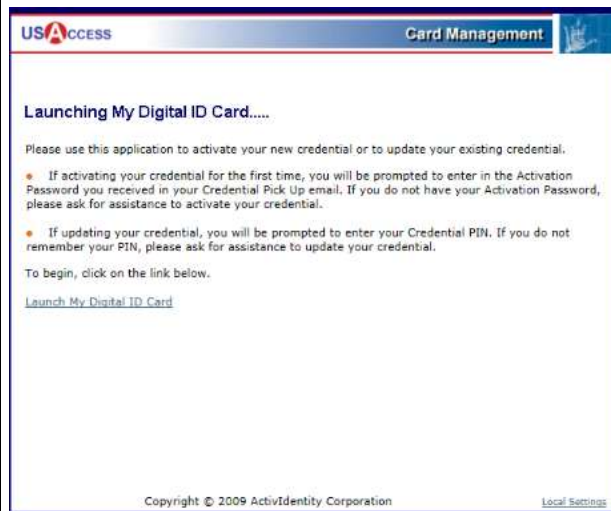 USAccess Card Management
Launching My Digital ID Card.....
Please use this application to activate your new credential or to update your existing credential.
If activating your credential for the first time, you will be prompted to enter in the Activation
Password you received in your Credential Pick Up email. If you do not have your Activation Password,
please ask for assistance to activate your credential.
If updating your credential, you will be prompted to enter your Credential PIN. If you do not
remember your PIN, please ask for assistance to update your credential.
To begin, click on the link below.
Launch My Digital ID Card
Copyright © 2009 ActivIdentity Corporation Local Settings